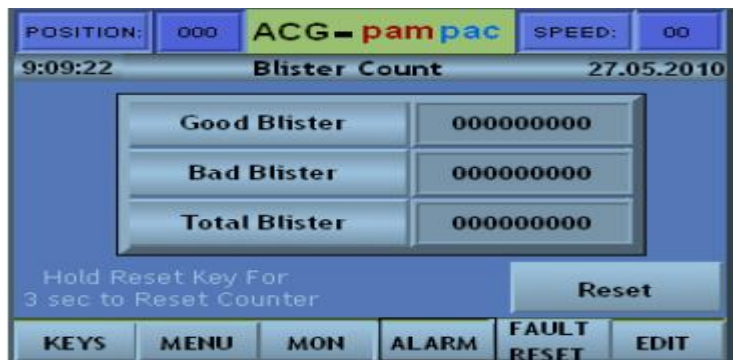 POSITION: 000 ACG-pampac SPEED: 00
9:09:22 Blister Count 27.05.2010
Good Blister 000000000
Bad Blister 000000000
Total Blister 000000000
Hold Reset Key For
3 sec to Reset Counter
Reset
KEYS MENU MON ALARM FAULT RESET EDIT